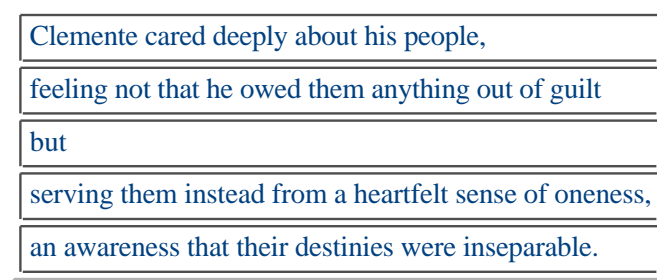 Clemente cared deeply about his people,
feeling not that he owed them anything out of guilt
but
serving them instead from a heartfelt sense of oneness,
an awareness that their destinies were inseparable.